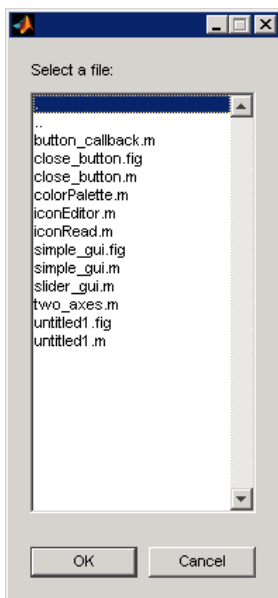 Select a file:
.
..
button_callback.m
close_button.fig
close_button.m
colorPalette.m
iconEditor.m
iconRead.m
simple_gui.fig
simple_gui.m
slider_gui.m
two_axes.m
untitled1.fig
untitled1.m
OK Cancel